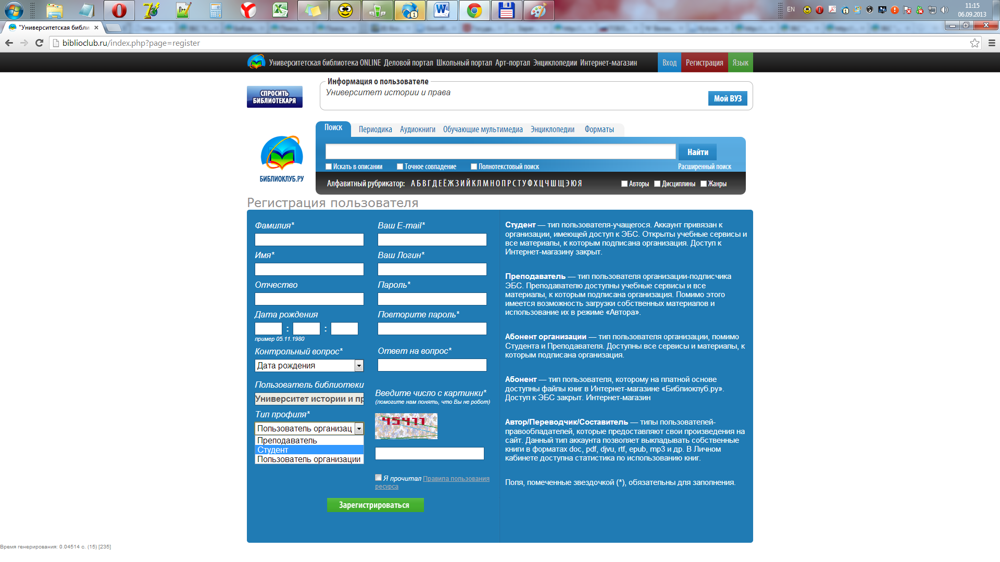 EN
11:15
06.09.2013
"Университетская библи
biblioclub.ru/index.php?page=register
Университетская библиотека ONLINE Деловой портал Школьный портал Арт-портал Энциклопедии Интернет-магазин Вход Регистрация Язык
СПРОСИТЬ
БИБЛИОТЕКАРЯ
Информация о пользователе
Университет истории и права
Мой ВУЗ
Поиск Периодика Аудиокниги Обучающие мультимедиа Энциклопедии Форматы
Найти
Искать в описании Точное совпадение Полнотекстовый поиск Расширенный поиск
БИБЛИОКЛУБ.РУ
Алфавитный рубрикатор: А Б В Г Д Е Ё Ж З И Й К Л М Н О П Р С Т У Ф Х Ц Ч Ш Щ Э Ю Я Авторы Дисциплины Жанры
Регистрация пользователя
Фамилия*
Имя*
Отчество
Дата рождения
: :
пример 05.11.1980
Контрольный вопрос*
Дата рождения
Пользователь библиотеки
Университет истории и пр
Тип профиля*
Пользователь организац
Преподаватель
Студент
Пользователь организации
Ваш E-mail*
Ваш Логин*
Пароль*
Повторите пароль*
Ответ на вопрос*
Введите число с картинки*
(помогите нам понять, что Вы не робот)
95411
Я прочитал Правила пользования
ресурса
Зарегистрироваться
Студент — тип пользователя-учащегося. Аккаунт привязан к
организации, имеющей доступ к ЭБС. Открыты учебные сервисы и
все материалы, к которым подписана организация. Доступ к
Интернет-магазину закрыт.
Преподаватель — тип пользователя организации-подписчика
ЭБС. Преподавателю доступны учебные сервисы и все
материалы, к которым подписана организация. Помимо этого
имеется возможность загрузки собственных материалов и
использование их в режиме «Автора».
Абонент организации — тип пользователя организации, помимо
Студента и Преподавателя. Доступны все сервисы и материалы, к
которым подписана организация.
Абонент — тип пользователя, которому на платной основе
доступны файлы книг в Интернет-магазине «Библиоклуб.ру».
Доступ к ЭБС закрыт. Интернет-магазин
Автор/Переводчик/Составитель — типы пользователей-
правообладателей, которые предоставляют свои произведения на
сайт. Данный тип аккаунта позволяет выкладывать собственные
книги в форматах doc, pdf, djvu, rtf, epub, mp3 и др. В Личном
кабинете доступна статистика по использованию книг.
Поля, помеченные звездочкой (*), обязательны для заполнения.
Время генерирования: 0.04514 с. (15) [235]